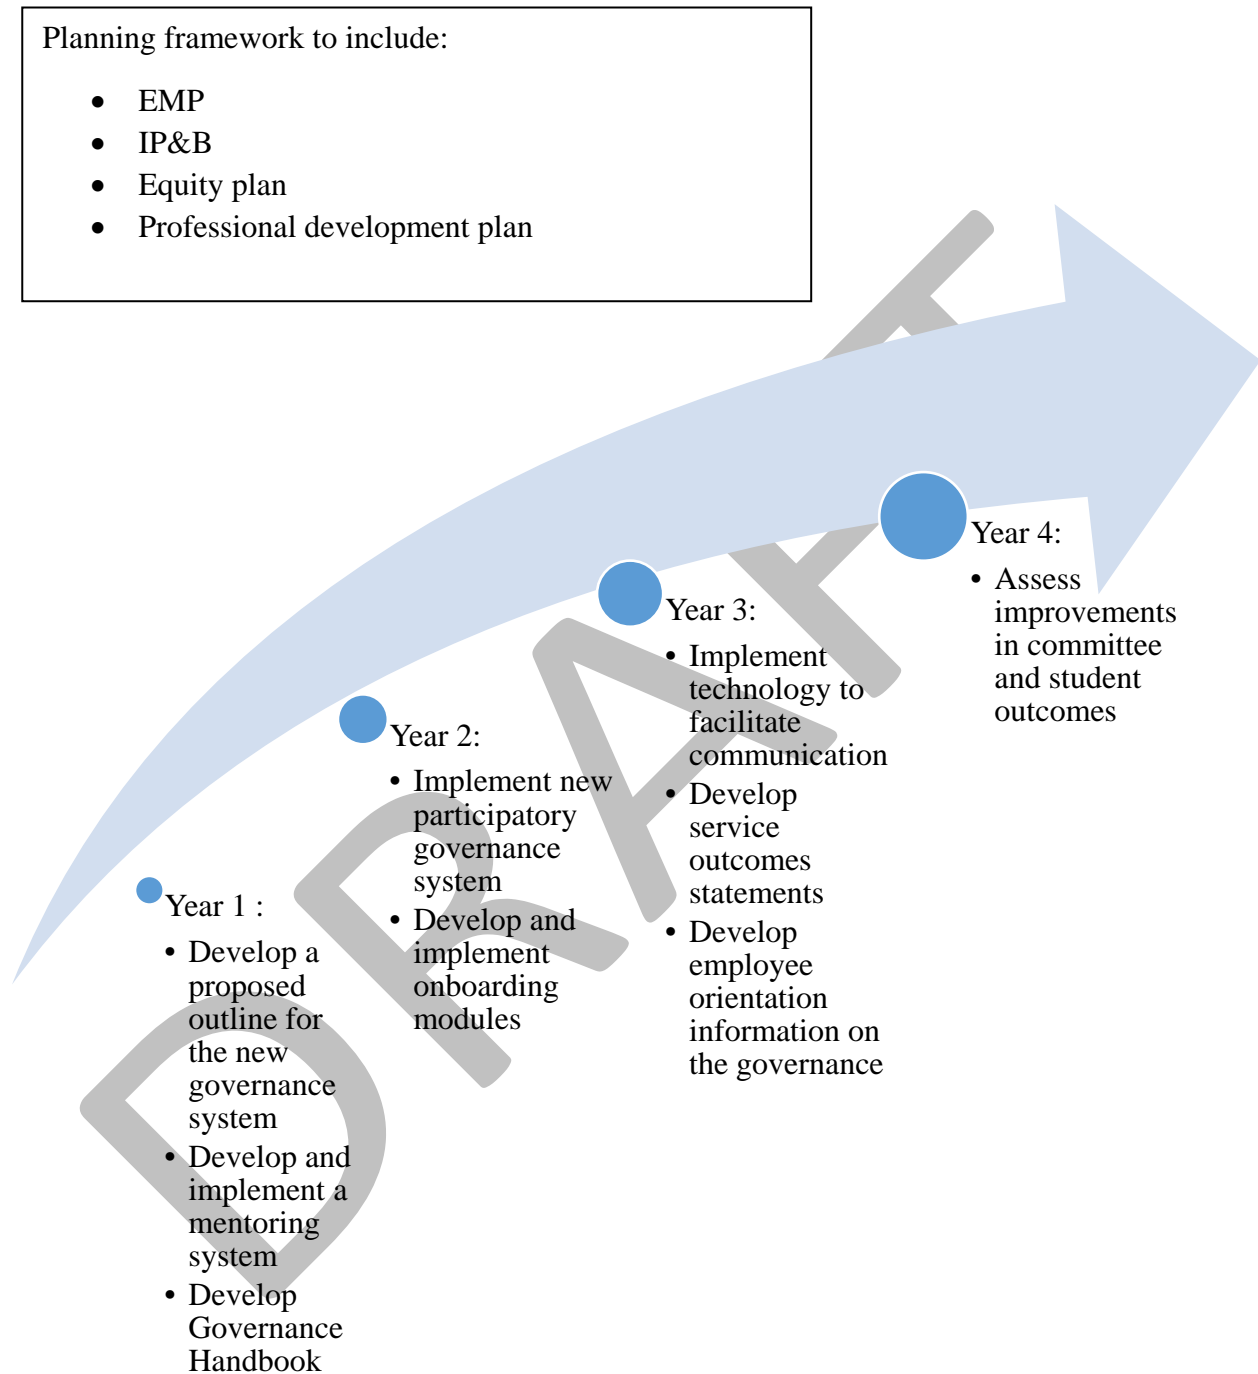 Planning framework to include:
• EMP
• IP&B
• Equity plan
• Professional development plan
DRAFT
Year 1 :
• Develop a
proposed
outline for
the new
governance
system
• Develop and
implement a
mentoring
system
• Develop
Governance
Handbook
Year 2:
• Implement new
participatory
governance
system
• Develop and
implement
onboarding
modules
Year 3:
• Implement
technology to
facilitate
communication
• Develop
service
outcomes
statements
• Develop
employee
orientation
information on
the governance
Year 4:
• Assess
improvements
in committee
and student
outcomes